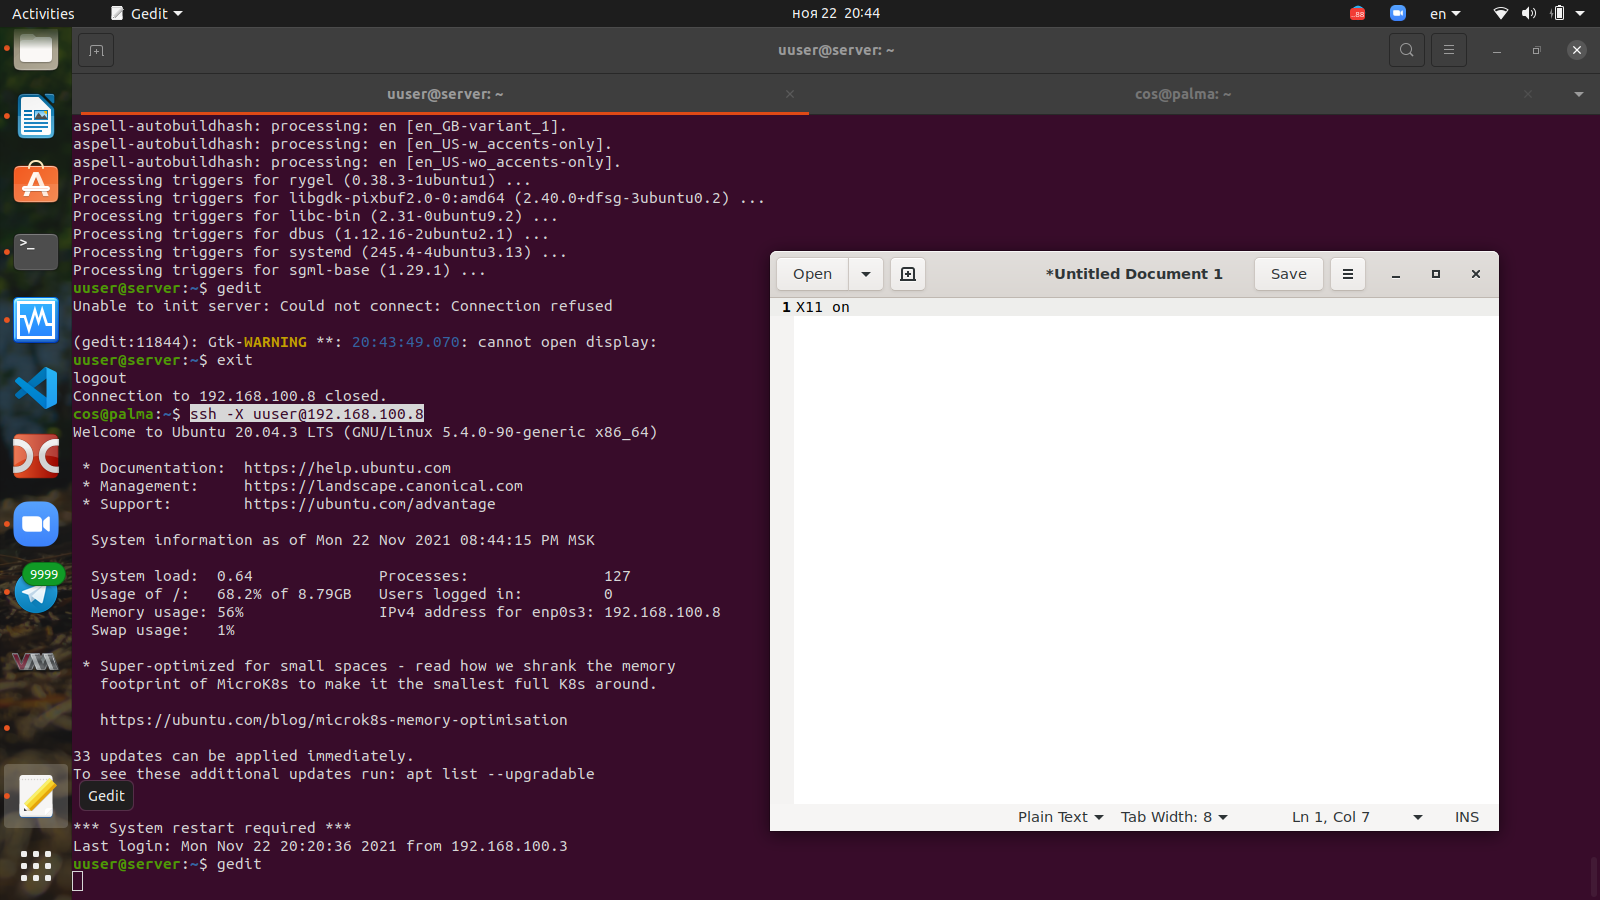 Activities
Gedit
ноя 22 20:44
en
uuser@server: ~
uuser@server: ~
cos@palma: ~
aspell-autobuildhash: processing: en [en_GB-variant_1].
aspell-autobuildhash: processing: en [en_US-w_accents-only].
aspell-autobuildhash: processing: en [en_US-wo_accents-only].
Processing triggers for rygel (0.38.3-1ubuntu1) ...
Processing triggers for libgdk-pixbuf2.0-0:amd64 (2.40.0+dfsg-3ubuntu0.2) ...
Processing triggers for libc-bin (2.31-0ubuntu9.2) ...
Processing triggers for dbus (1.12.16-2ubuntu2.1) ...
Processing triggers for systemd (245.4-4ubuntu3.13) ...
Processing triggers for sgml-base (1.29.1) ...
uuser@server:~$ gedit
Unable to init server: Could not connect: Connection refused
(gedit:11844): Gtk-WARNING **: 20:43:49.070: cannot open display:
uuser@server:~$ exit
logout
Connection to 192.168.100.8 closed.
cos@palma:~$ ssh -X uuser@192.168.100.8
Welcome to Ubuntu 20.04.3 LTS (GNU/Linux 5.4.0-90-generic x86_64)
* Documentation: https://help.ubuntu.com
* Management: https://landscape.canonical.com
* Support: https://ubuntu.com/advantage
System information as of Mon 22 Nov 2021 08:44:15 PM MSK
System load: 0.64 Processes: 127
Usage of /: 68.2% of 8.79GB Users logged in: 0
Memory usage: 56% IPv4 address for enp0s3: 192.168.100.8
Swap usage: 1%
* Super-optimized for small spaces - read how we shrank the memory
footprint of MicroK8s to make it the smallest full K8s around.
https://ubuntu.com/blog/microk8s-memory-optimisation
33 updates can be applied immediately.
To see these additional updates run: apt list --upgradable
*** System restart required ***
Last login: Mon Nov 22 20:20:36 2021 from 192.168.100.3
uuser@server:~$ gedit
9999
Gedit
Open
*Untitled Document 1
Save
1 X11 on
Plain Text
Tab Width: 8
Ln 1, Col 7
INS